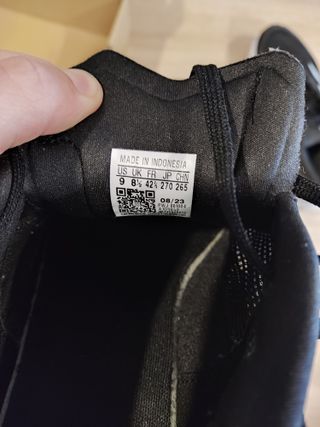 MADE IN INDONESIA
US UK FR JP CHN
9 8½ 42⅔ 270 265
08/23